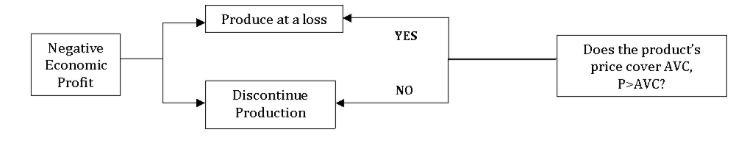 Produce at a loss
YES
Negative
Economic
Profit
Does the product's
price cover AVC,
P>AVC?
NO
Discontinue
Production